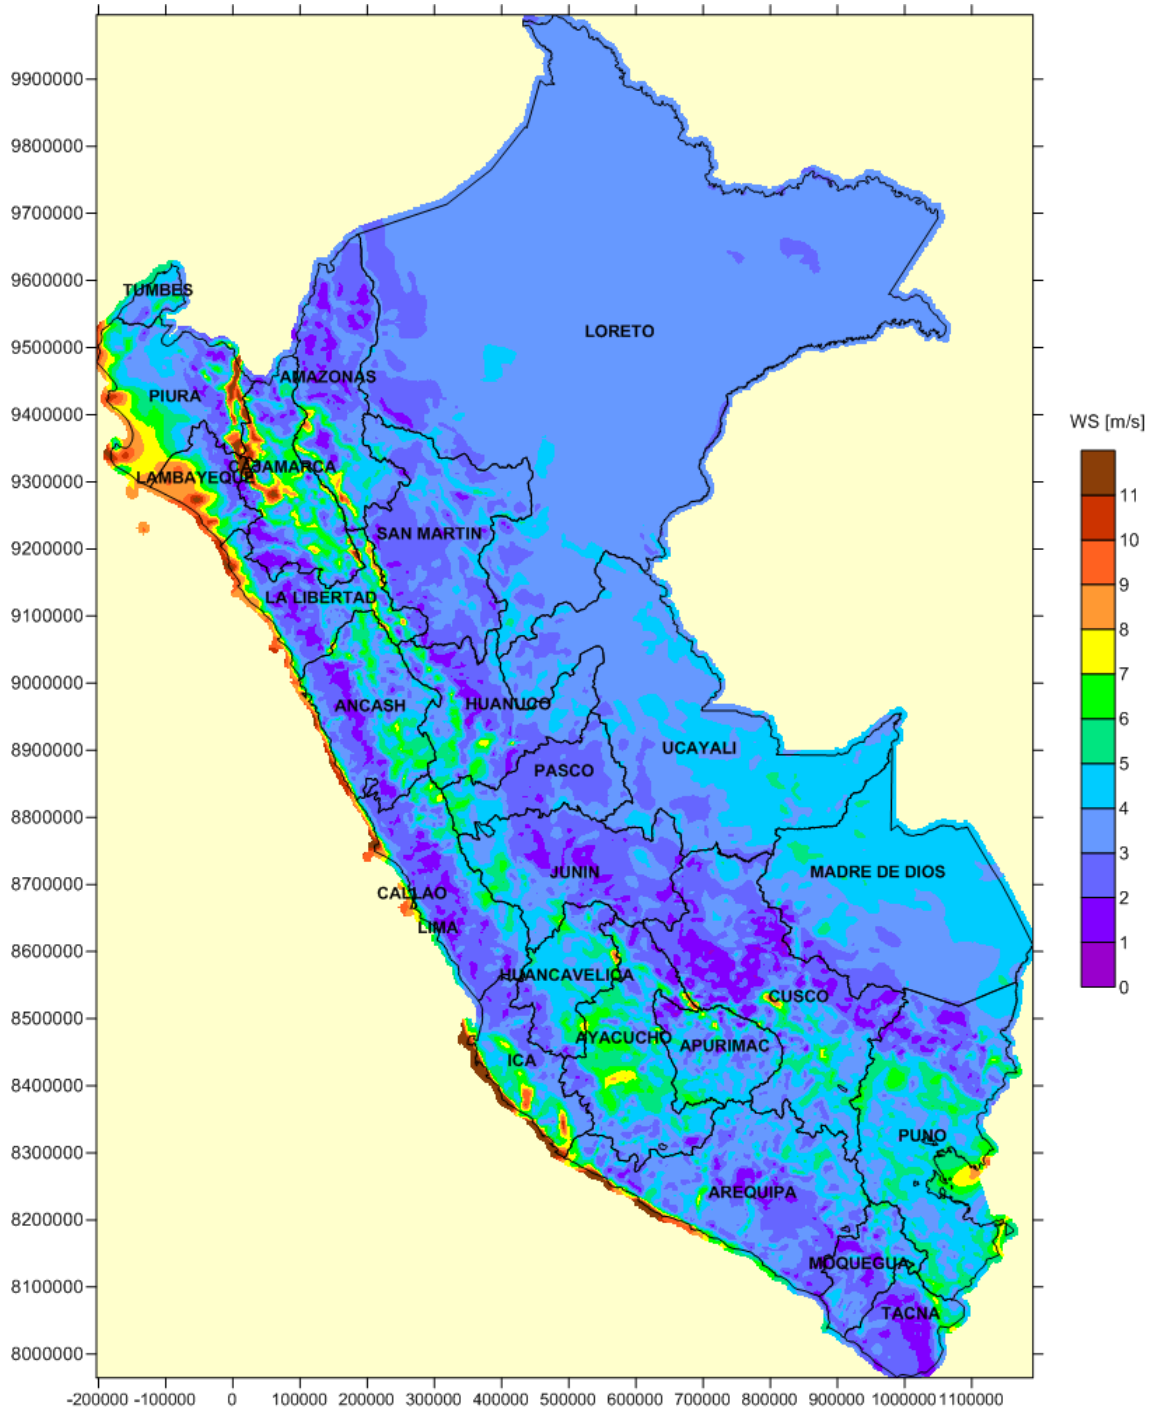 9900000
9800000
9700000
9600000
9500000
9400000
9300000
9200000
9100000
9000000
8900000
8800000
8700000
8600000
8500000
8400000
8300000
8200000
8100000
8000000
-200000 -100000 0 100000 200000 300000 400000 500000 600000 700000 800000 900000 1000000 1100000
TUMBES
LORETO
AMAZONAS
PIURA
CAJAMARCA
LAMBAYEQUE
SAN MARTIN
LA LIBERTAD
ANCASH
HUANUCO
UCAYALI
PASCO
JUNIN
MADRE DE DIOS
CALLAO
LIMA
HUANCAVELICA
CUSCO
AYACUCHO
APURIMAC
ICA
PUNO
AREQUIPA
MOQUEGUA
TACNA
WS [m/s]
11
10
9
8
7
6
5
4
3
2
1
0